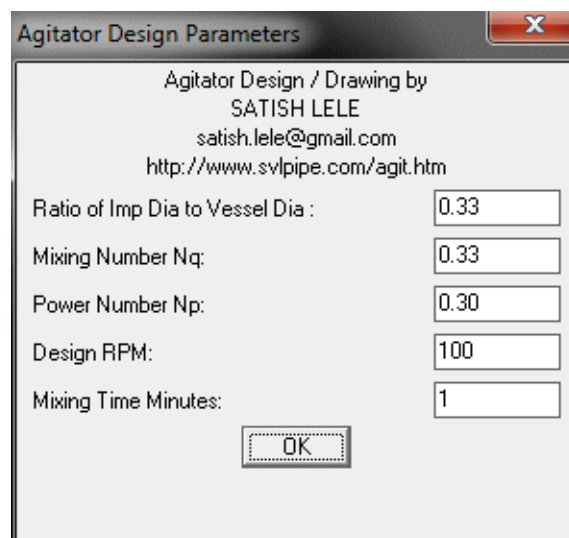 Agitator Design Parameters
X
Agitator Design / Drawing by
SATISH LELE
satish.lele@gmail.com
http://www.svlpipe.com/agit.htm
Ratio of Imp Dia to Vessel Dia : 0.33
Mixing Number Nq: 0.33
Power Number Np: 0.30
Design RPM: 100
Mixing Time Minutes: 1
OK